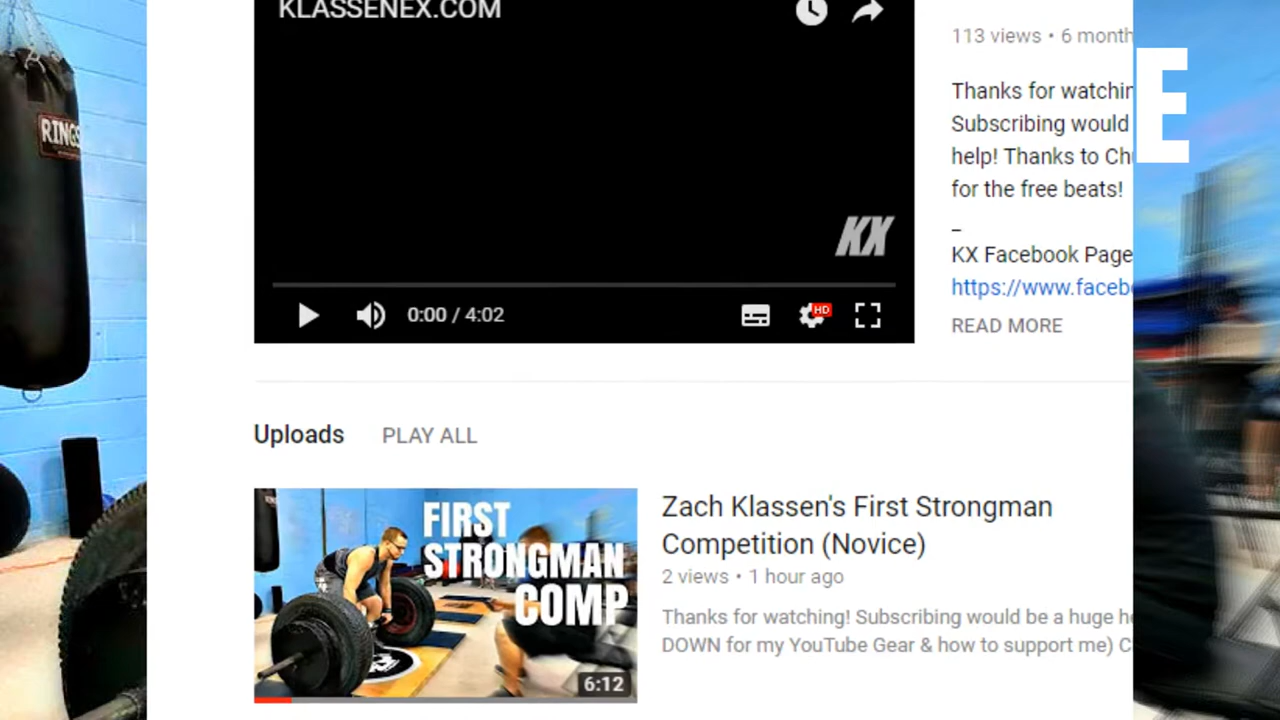 KLASSENEX.COM
113 views • 6 month
E
Thanks for watchin
Subscribing would
help! Thanks to Ch
for the free beats!
_
KX Facebook Page
https://www.faceb
READ MORE
RINGS
KX
0:00 / 4:02
HD
Uploads PLAY ALL
FIRST
STRONGMAN
COMP
6:12
Zach Klassen's First Strongman
Competition (Novice)
2 views • 1 hour ago
Thanks for watching! Subscribing would be a huge he
DOWN for my YouTube Gear & how to support me) C